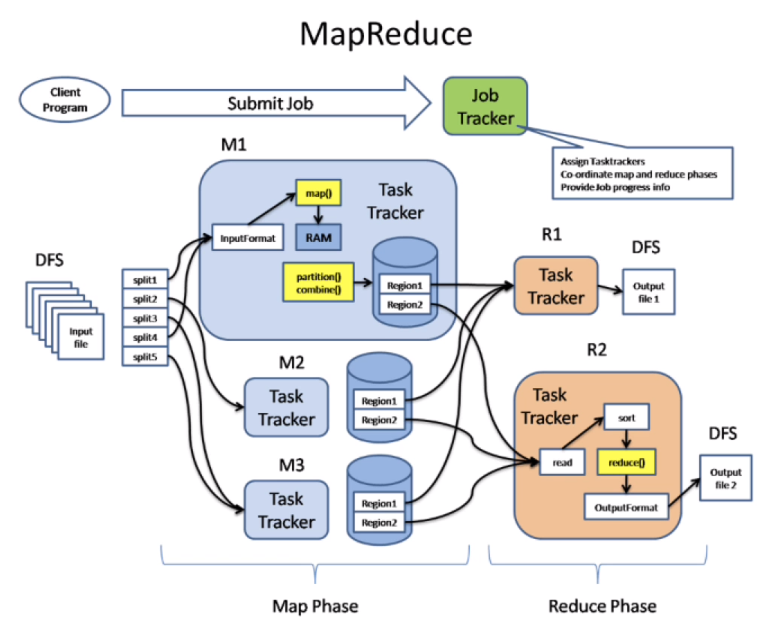 MapReduce
Client
Program
Submit Job
Job
Tracker
Assign Tasktrackers
Co-ordinate map and reduce phases
Provide Job progress info
M1
map()
Task
Tracker
InputFormat
RAM
partition()
combine()
Region1
Region2
DFS
Input
file
split1
split2
split3
split4
split5
M2
Task
Tracker
Region1
Region2
M3
Task
Tracker
Region1
Region2
R1
Task
Tracker
DFS
Output
file 1
R2
Task
Tracker
sort
read
reduce()
OutputFormat
DFS
Output
file 2
Map Phase
Reduce Phase